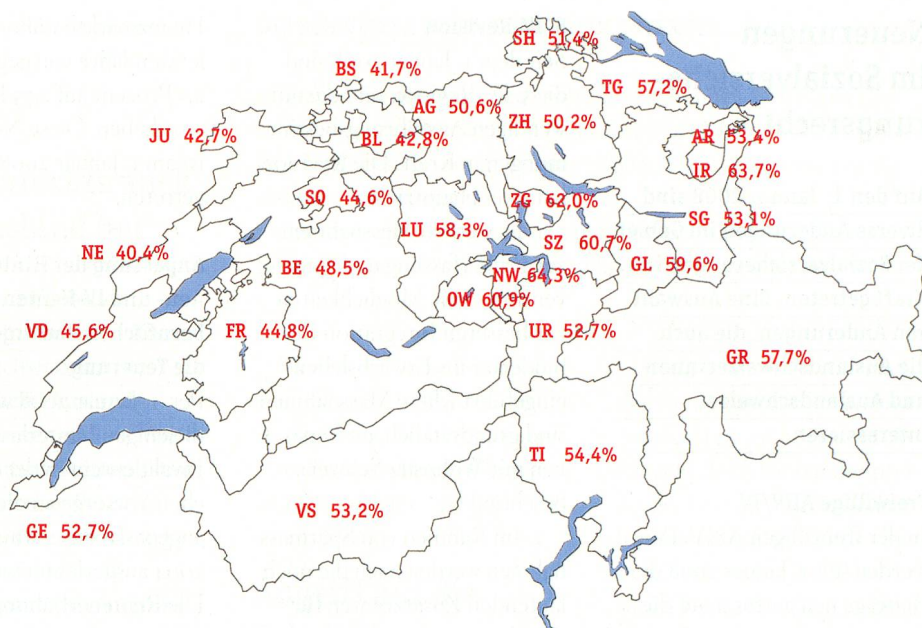 SH 51,4%
BS 41,7%
TG 57,2%
AG 50,6%
ZH 50,2%
JU 42,7%
BL 42,8%
AR 53,4%
IR 63,7%
SO 44,6%
ZG 62,0%
SG 53,1%
LU 58,3%
SZ 60,7%
NE 40,4%
BE 48,5%
GL 59,6%
NW 64,3%
OW 60,9%
VD 45,6%
FR 44,8%
UR 52,7%
GR 57,7%
TI 54,4%
VS 53,2%
GE 52,7%